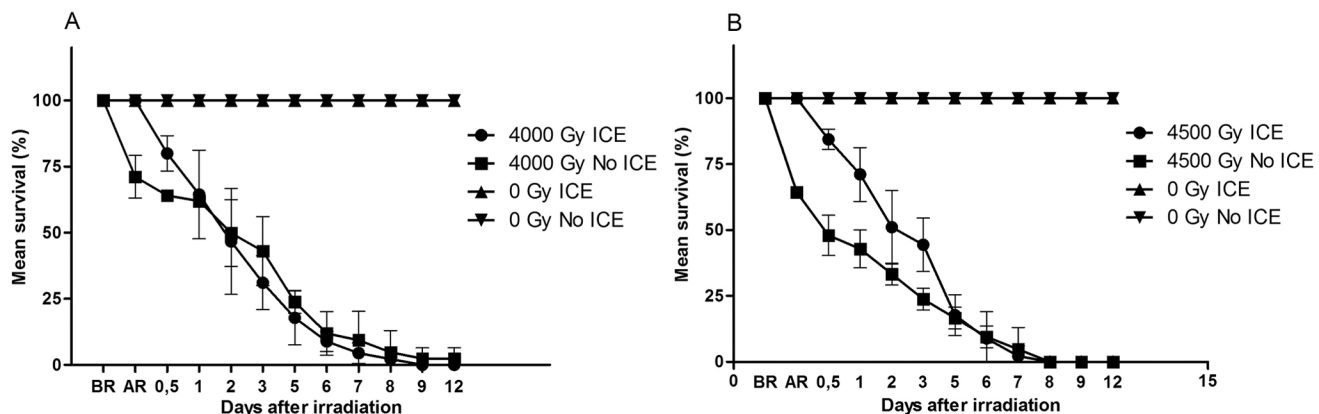 A
Mean survival (%)
100
75
50
25
0
BR AR 0,5 1 2 3 5 6 7 8 9 12
Days after irradiation
4000 Gy ICE
4000 Gy No ICE
0 Gy ICE
0 Gy No ICE
B
Mean survival (%)
100
75
50
25
0
0 BR AR 0,5 1 2 3 5 6 7 8 9 12 15
Days after irradiation
4500 Gy ICE
4500 Gy No ICE
0 Gy ICE
0 Gy No ICE